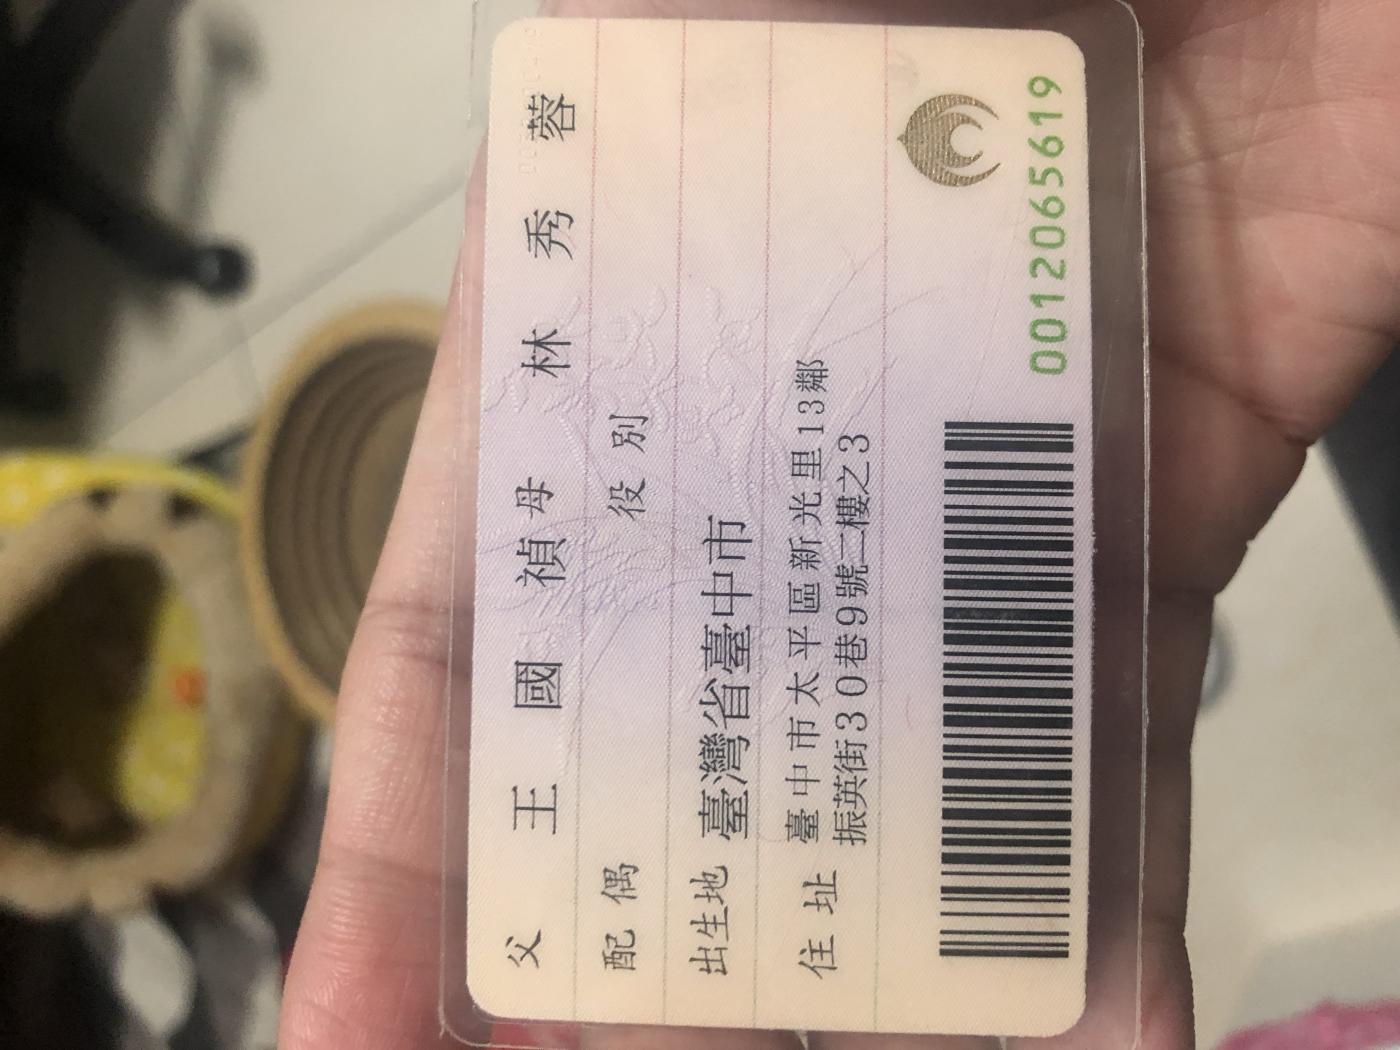 父 王國禎 母 林秀蓉
配偶 役別
出生地 臺灣省臺中市
住址 臺中市太平區新光里13鄰
振英街30巷9號二樓之3
0012065619